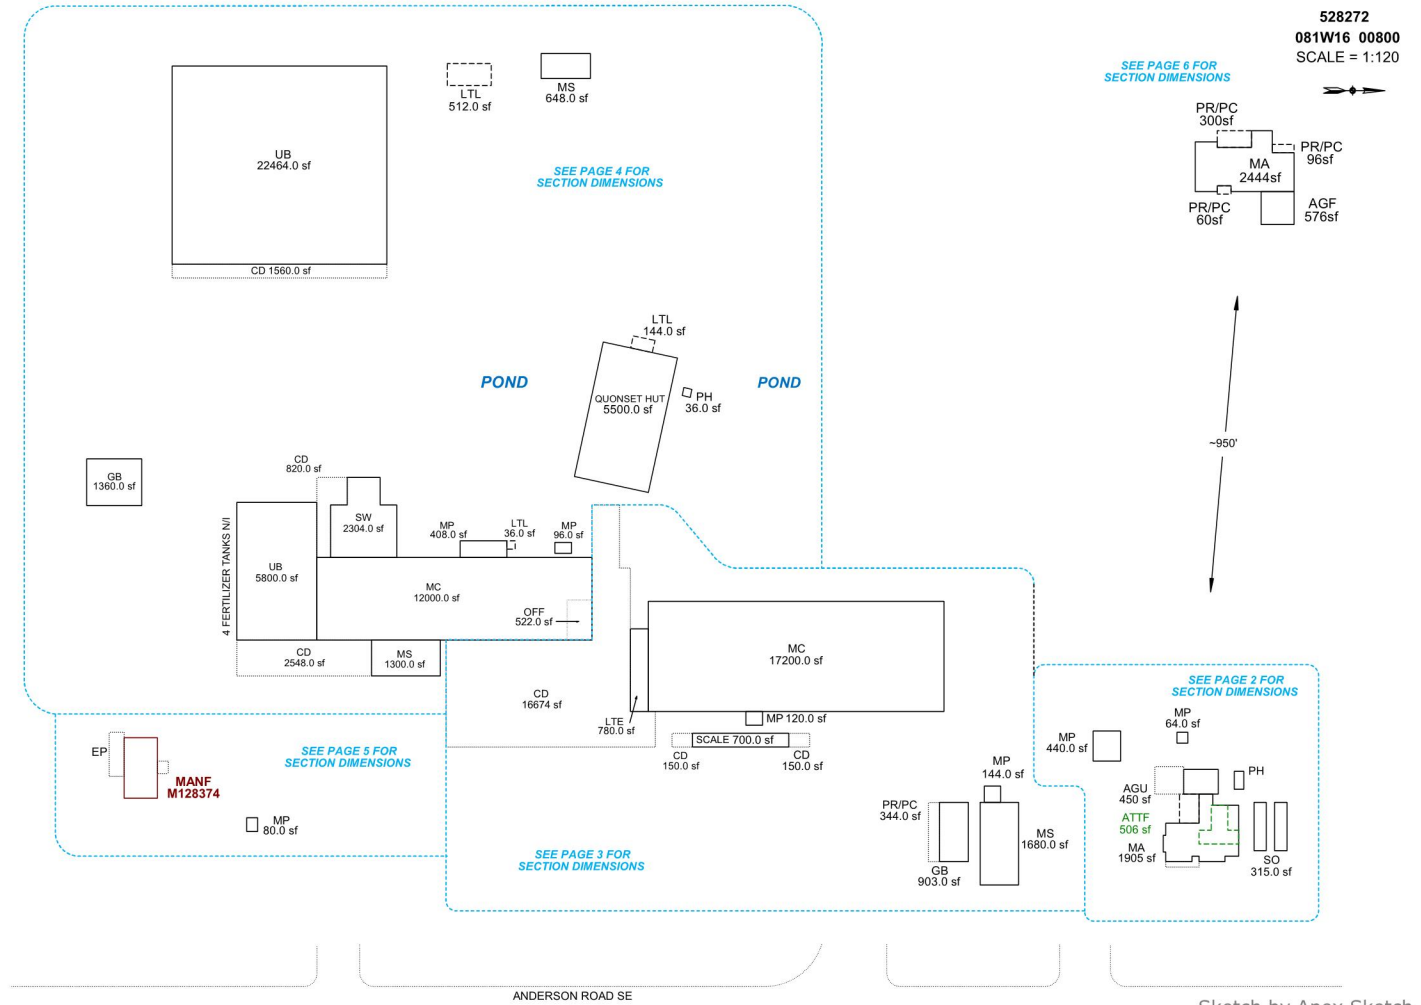 528272
081W16 00800
SCALE = 1:120
SEE PAGE 6 FOR
SECTION DIMENSIONS
PR/PC
300sf
PR/PC
96sf
MA
2444sf
PR/PC
60sf
AGF
576sf
~950'
LTL
512.0 sf
MS
648.0 sf
UB
22464.0 sf
CD 1560.0 sf
SEE PAGE 4 FOR
SECTION DIMENSIONS
LTL
144.0 sf
POND
POND
QUONSET HUT
5500.0 sf
PH
36.0 sf
GB
1360.0 sf
CD
820.0 sf
SW
2304.0 sf
MP
408.0 sf
LTL
36.0 sf
MP
96.0 sf
4 FERTILIZER TANKS N/I
UB
5800.0 sf
MC
12000.0 sf
OFF
522.0 sf
CD
2548.0 sf
MS
1300.0 sf
MC
17200.0 sf
CD
16674 sf
LTE
780.0 sf
MP 120.0 sf
SCALE 700.0 sf
CD
150.0 sf
CD
150.0 sf
SEE PAGE 2 FOR
SECTION DIMENSIONS
MP
64.0 sf
MP
440.0 sf
PH
AGU
450 sf
ATTF
506 sf
MA
1905 sf
SO
315.0 sf
EP
MANF
M128374
SEE PAGE 5 FOR
SECTION DIMENSIONS
MP
80.0 sf
MP
144.0 sf
PR/PC
344.0 sf
MS
1680.0 sf
GB
903.0 sf
SEE PAGE 3 FOR
SECTION DIMENSIONS
ANDERSON ROAD SE
Sketch by Apex Sketch